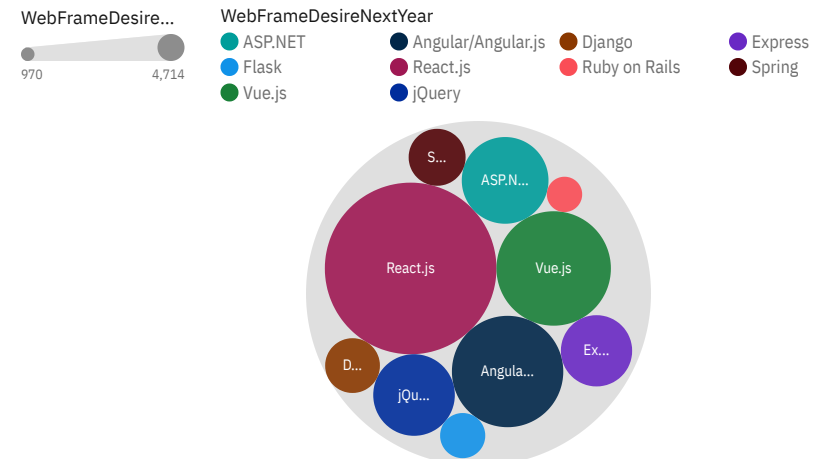 WebFrameDesire...
970 4,714
WebFrameDesireNextYear
ASP.NET Angular/Angular.js Django Express
Flask React.js Ruby on Rails Spring
Vue.js jQuery
S...
ASP.N...
React.js
Vue.js
Ex...
D...
Angula...
jQu...